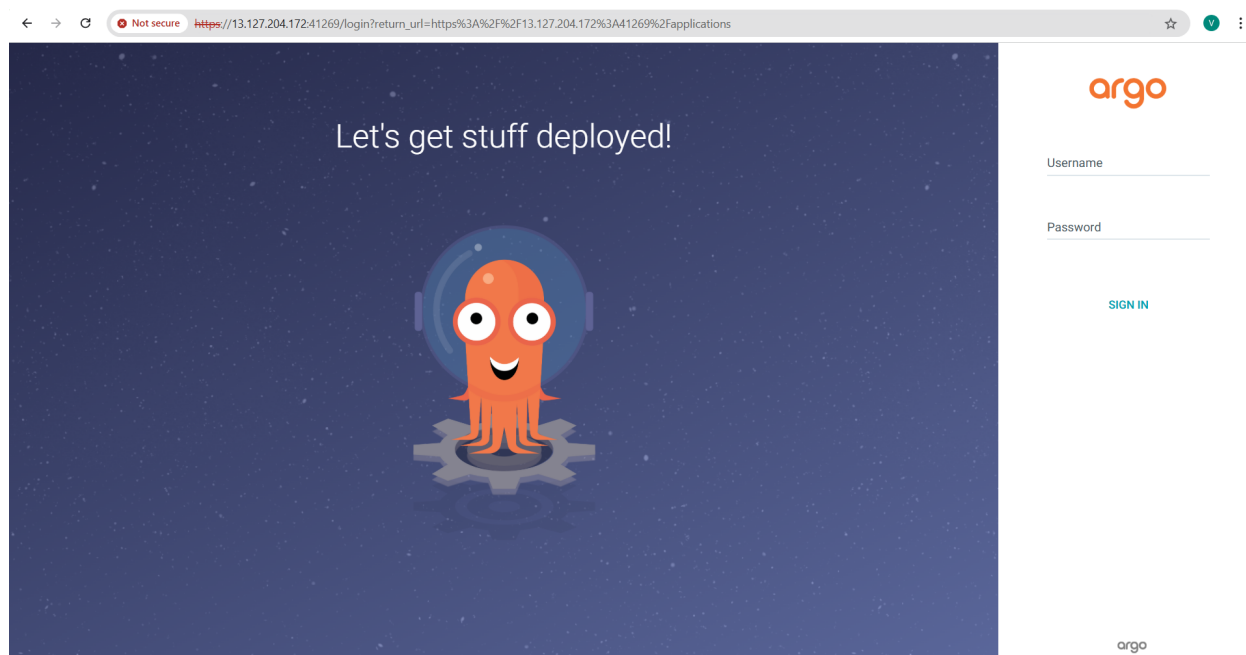 Not secure https://13.127.204.172:41269/login?return_url=https%3A%2F%2F13.127.204.172%3A41269%2Fapplications
V
Let's get stuff deployed!
argo
Username
Password
SIGN IN
argo